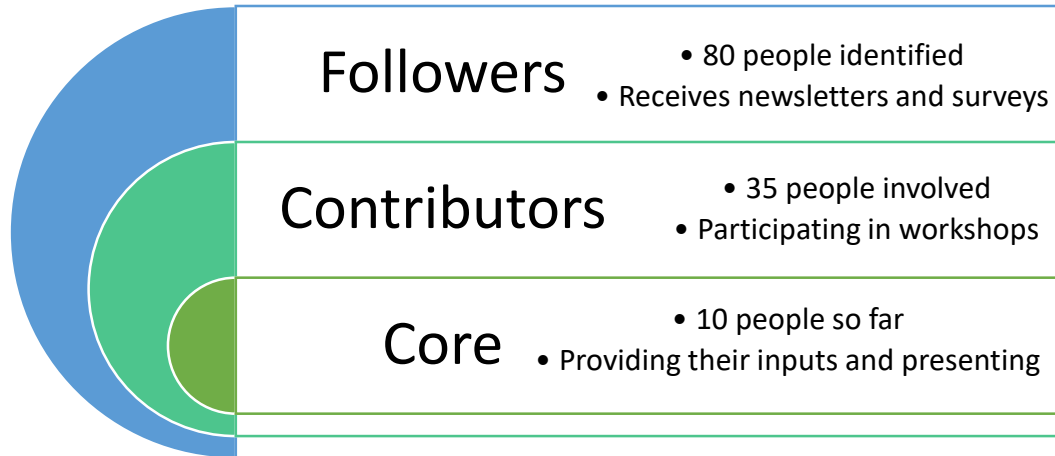 Followers
• 80 people identified
• Receives newsletters and surveys
Contributors
• 35 people involved
• Participating in workshops
Core
• 10 people so far
• Providing their inputs and presenting